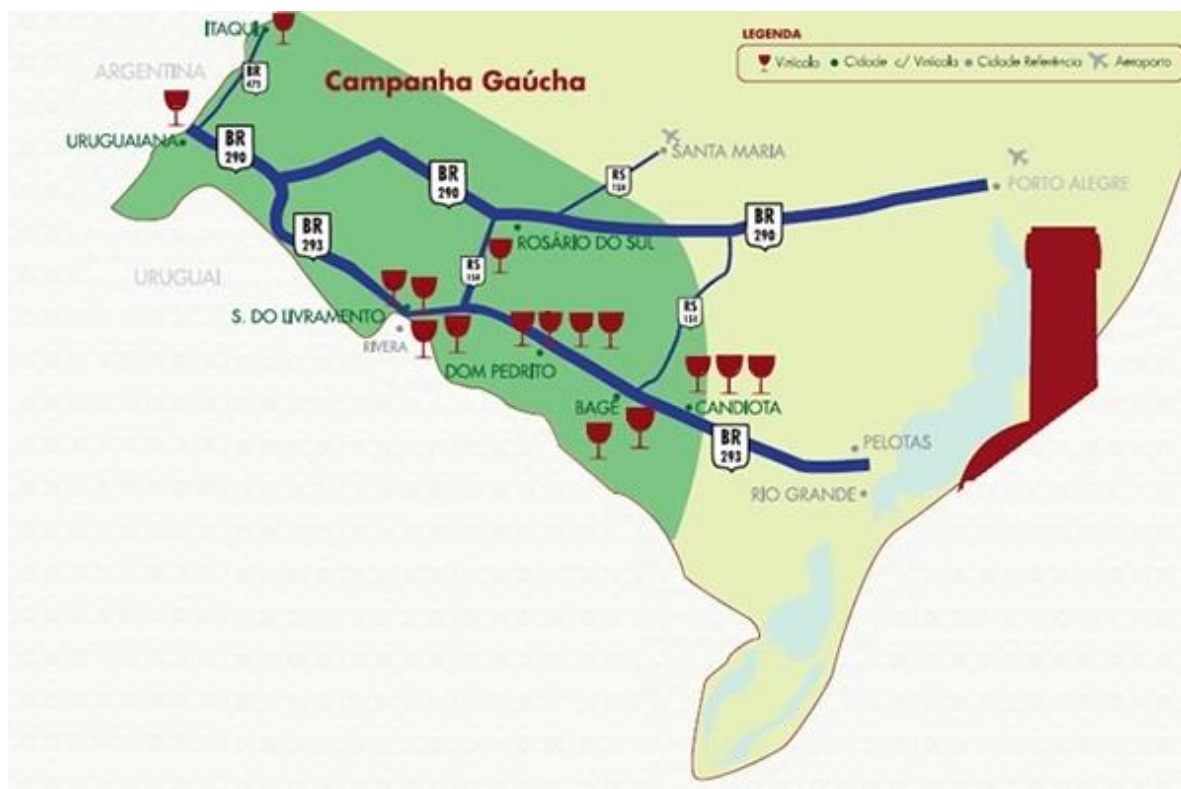 ITAQUI
LEGENDA
Vinícola Cidade c/ Vinícola Cidade Referência Aeroporto
ARGENTINA
BR
473
Campanha Gaúcha
URUGUAIANA
BR
290
BR
290
RS
158
SANTA MARIA
PORTO ALEGRE
BR
293
ROSÁRIO DO SUL
BR
290
URUGUAI
RS
158
S. DO LIVRAMENTO
RIVERA
RS
153
DOM PEDRITO
BAGÉ
CANDIOTA
BR
293
PELOTAS
RIO GRANDE